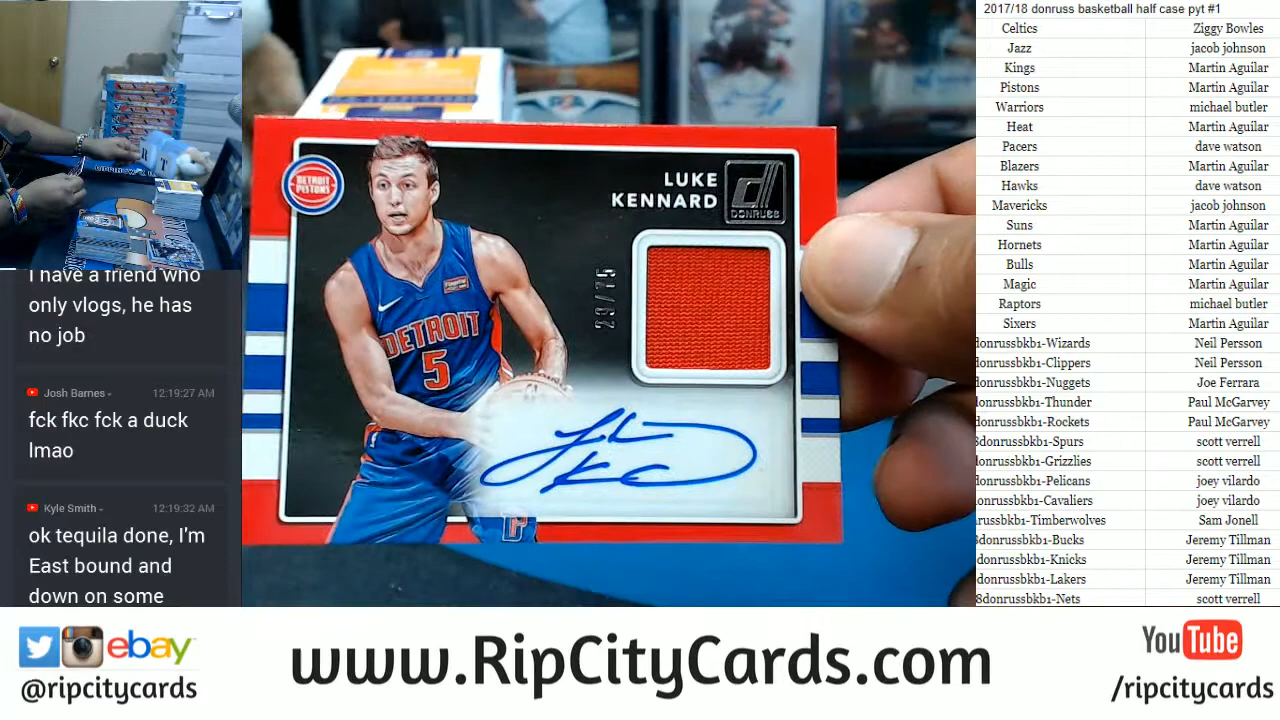 2017/18 donruss basketball half case pyt #1
Celtics Ziggy Bowles
Jazz jacob johnson
Kings Martin Aguilar
Pistons Martin Aguilar
Warriors michael butler
Heat Martin Aguilar
Pacers dave watson
Blazers Martin Aguilar
Hawks dave watson
Mavericks jacob johnson
Suns Martin Aguilar
Hornets Martin Aguilar
Bulls Martin Aguilar
Magic Martin Aguilar
Raptors michael butler
Sixers Martin Aguilar
donrussbkb1-Wizards Neil Persson
donrussbkb1-Clippers Neil Persson
donrussbkb1-Nuggets Joe Ferrara
donrussbkb1-Thunder Paul McGarvey
donrussbkb1-Rockets Paul McGarvey
8donrussbkb1-Spurs scott verrell
donrussbkb1-Grizzlies scott verrell
donrussbkb1-Pelicans joey vilardo
donrussbkb1-Cavaliers joey vilardo
russbkb1-Timberwolves Sam Jonell
8donrussbkb1-Bucks Jeremy Tillman
donrussbkb1-Knicks Jeremy Tillman
donrussbkb1-Lakers Jeremy Tillman
8donrussbkb1-Nets scott verrell
DETROIT
PISTONS
LUKE
KENNARD
DONRUSS
29/75
DETROIT
5
I have a friend who
only vlogs, he has
no job
Josh Barnes 12:19:27 AM
fck fkc fck a duck
lmao
Kyle Smith 12:19:32 AM
ok tequila done, I'm
East bound and
down on some
ebay
@ripcitycards
www.RipCityCards.com
YouTube
/ripcitycards